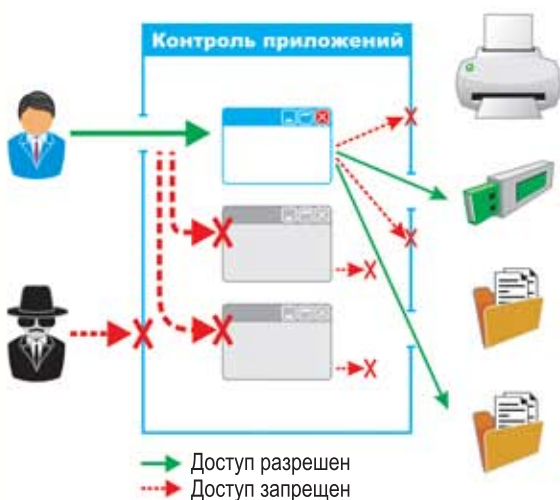 Контроль приложений
Доступ разрешен
Доступ запрещен